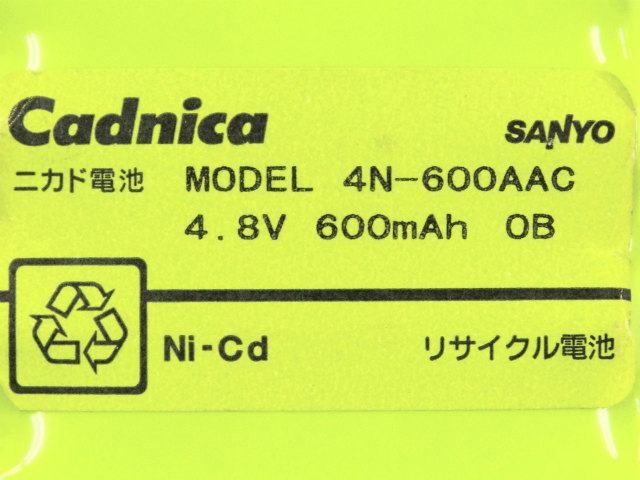 Cadnica SANYO
ニカド電池 MODEL 4N-600AAC
4.8V 600mAh OB
Ni-Cd リサイクル電池